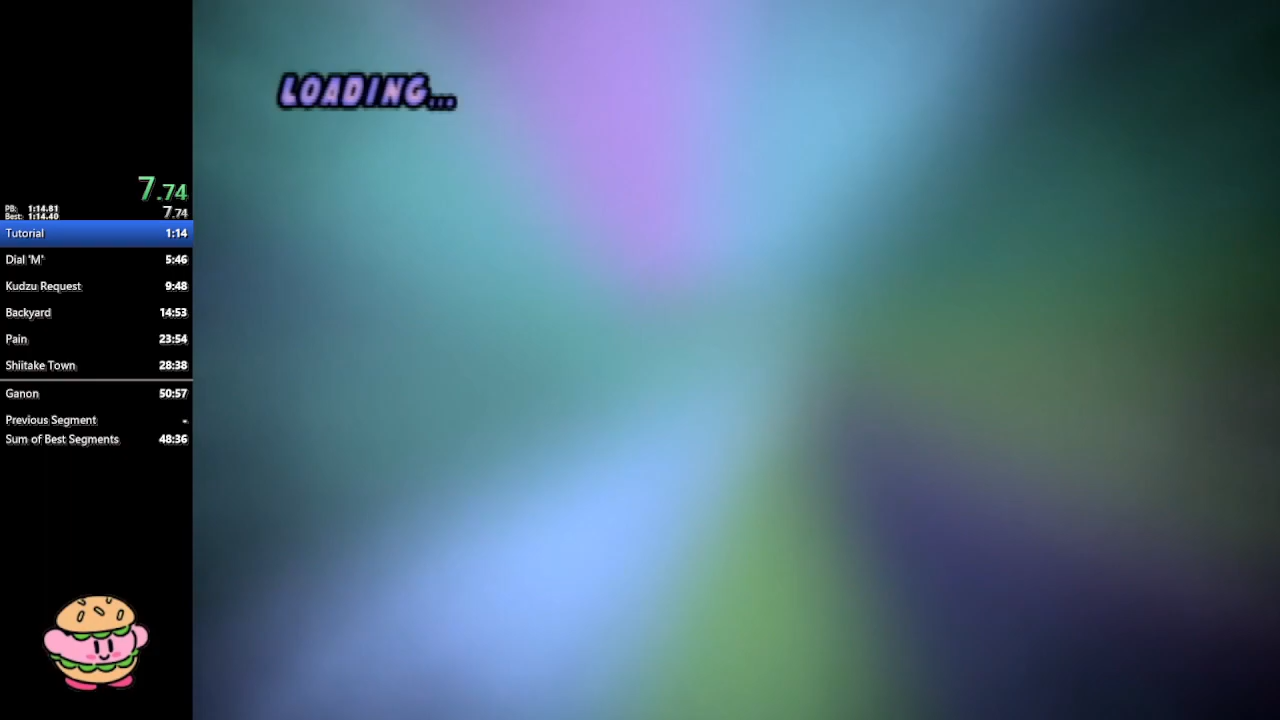 LOADING...
7.74
PB: 1:14.81 7.74
Best: 1:14.40
Tutorial 1:14
Dial 'M' 5:46
Kudzu Request 9:48
Backyard 14:53
Pain 23:54
Shiitake Town 28:38
Ganon 50:57
Previous Segment -
Sum of Best Segments 48:36